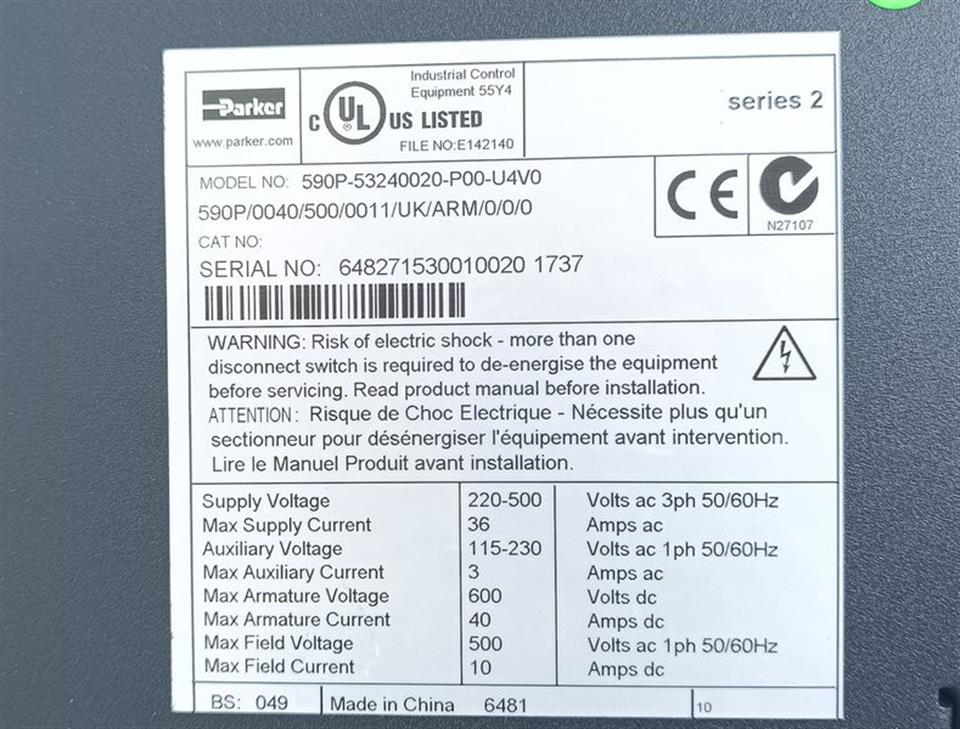 Parker
www.parker.com
Industrial Control
Equipment 55Y4
C UL US LISTED
FILE NO:E142140
series 2
MODEL NO: 590P-53240020-P00-U4V0
590P/0040/500/0011/UK/ARM/0/0/0
CE
N27107
CAT NO:
SERIAL NO: 648271530010020 1737
WARNING: Risk of electric shock - more than one
disconnect switch is required to de-energise the equipment
before servicing. Read product manual before installation.
ATTENTION: Risque de Choc Electrique - Nécessite plus qu'un
sectionneur pour désénergiser l'équipement avant intervention.
Lire le Manuel Produit avant installation.
Supply Voltage 220-500 Volts ac 3ph 50/60Hz
Max Supply Current 36 Amps ac
Auxiliary Voltage 115-230 Volts ac 1ph 50/60Hz
Max Auxiliary Current 3 Amps ac
Max Armature Voltage 600 Volts dc
Max Armature Current 40 Amps dc
Max Field Voltage 500 Volts ac 1ph 50/60Hz
Max Field Current 10 Amps dc
BS: 049 Made in China 6481 10